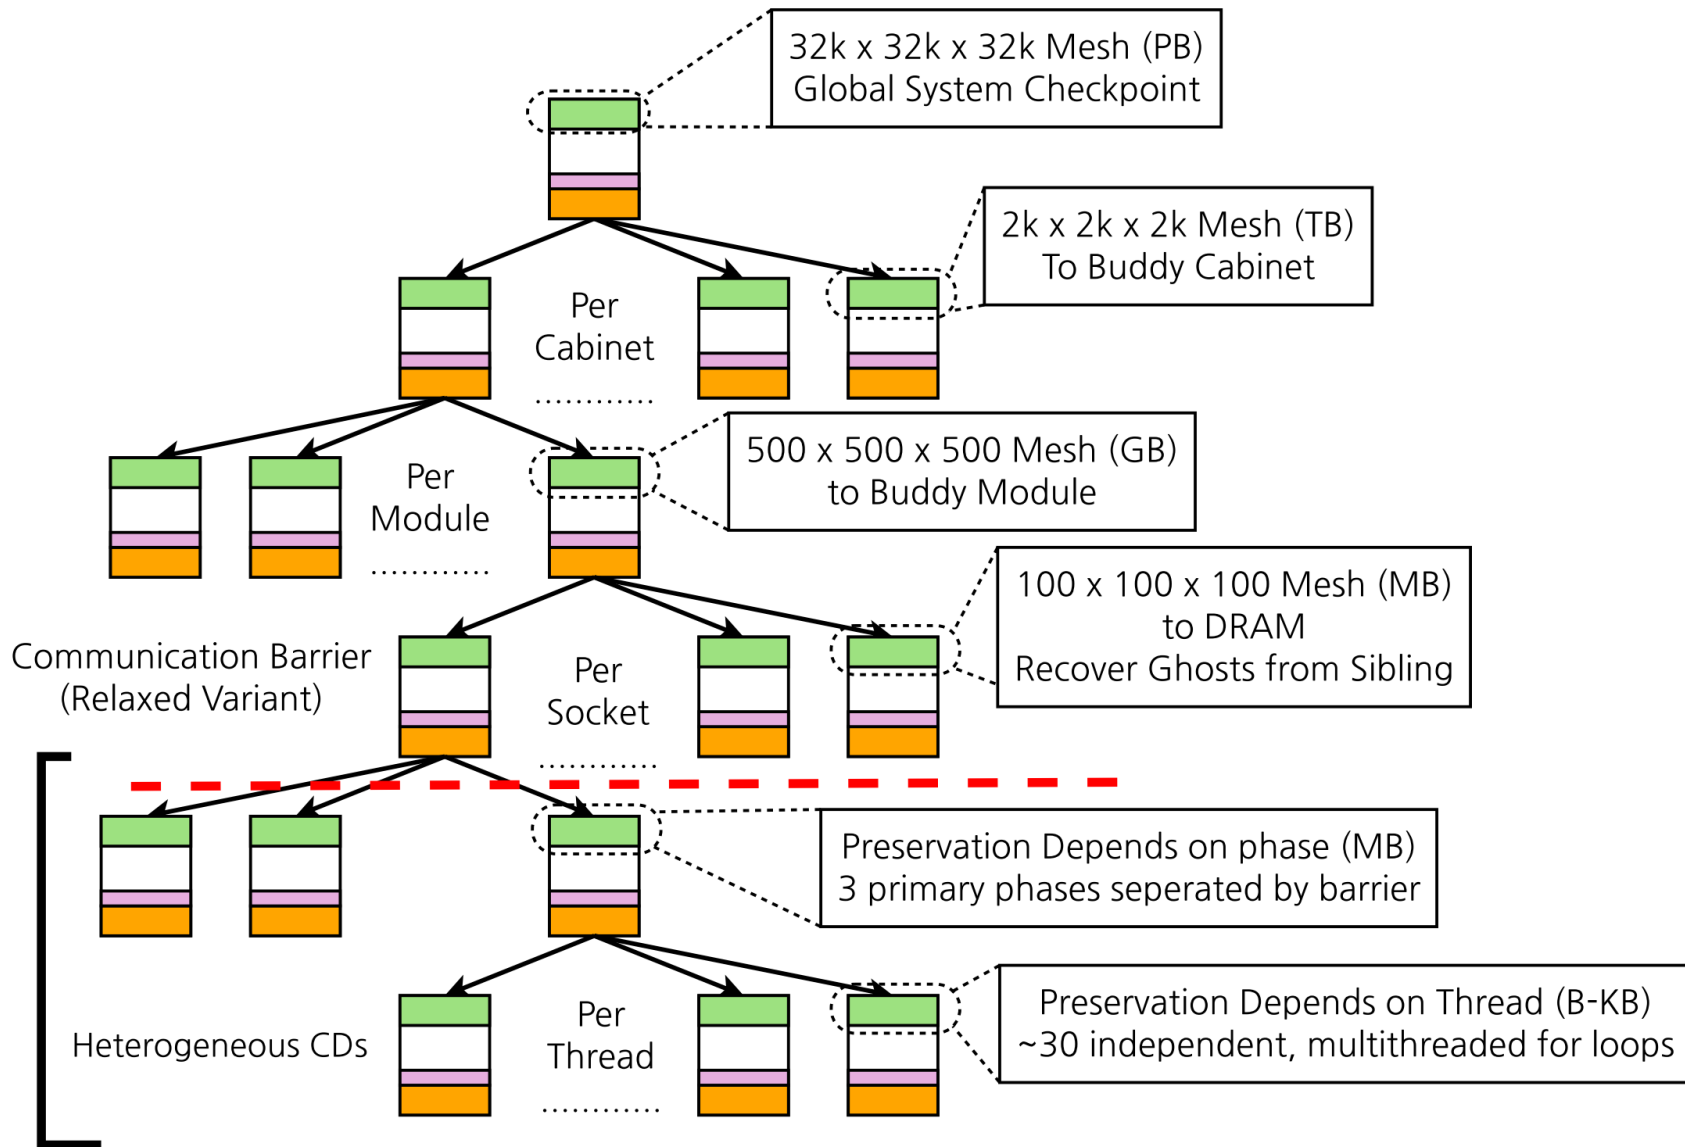 32k x 32k x 32k Mesh (PB)
Global System Checkpoint
2k x 2k x 2k Mesh (TB)
To Buddy Cabinet
Per
Cabinet
500 x 500 x 500 Mesh (GB)
to Buddy Module
Per
Module
100 x 100 x 100 Mesh (MB)
to DRAM
Recover Ghosts from Sibling
Communication Barrier
(Relaxed Variant)
Per
Socket
Preservation Depends on phase (MB)
3 primary phases seperated by barrier
Preservation Depends on Thread (B-KB)
~30 independent, multithreaded for loops
Per
Thread
Heterogeneous CDs